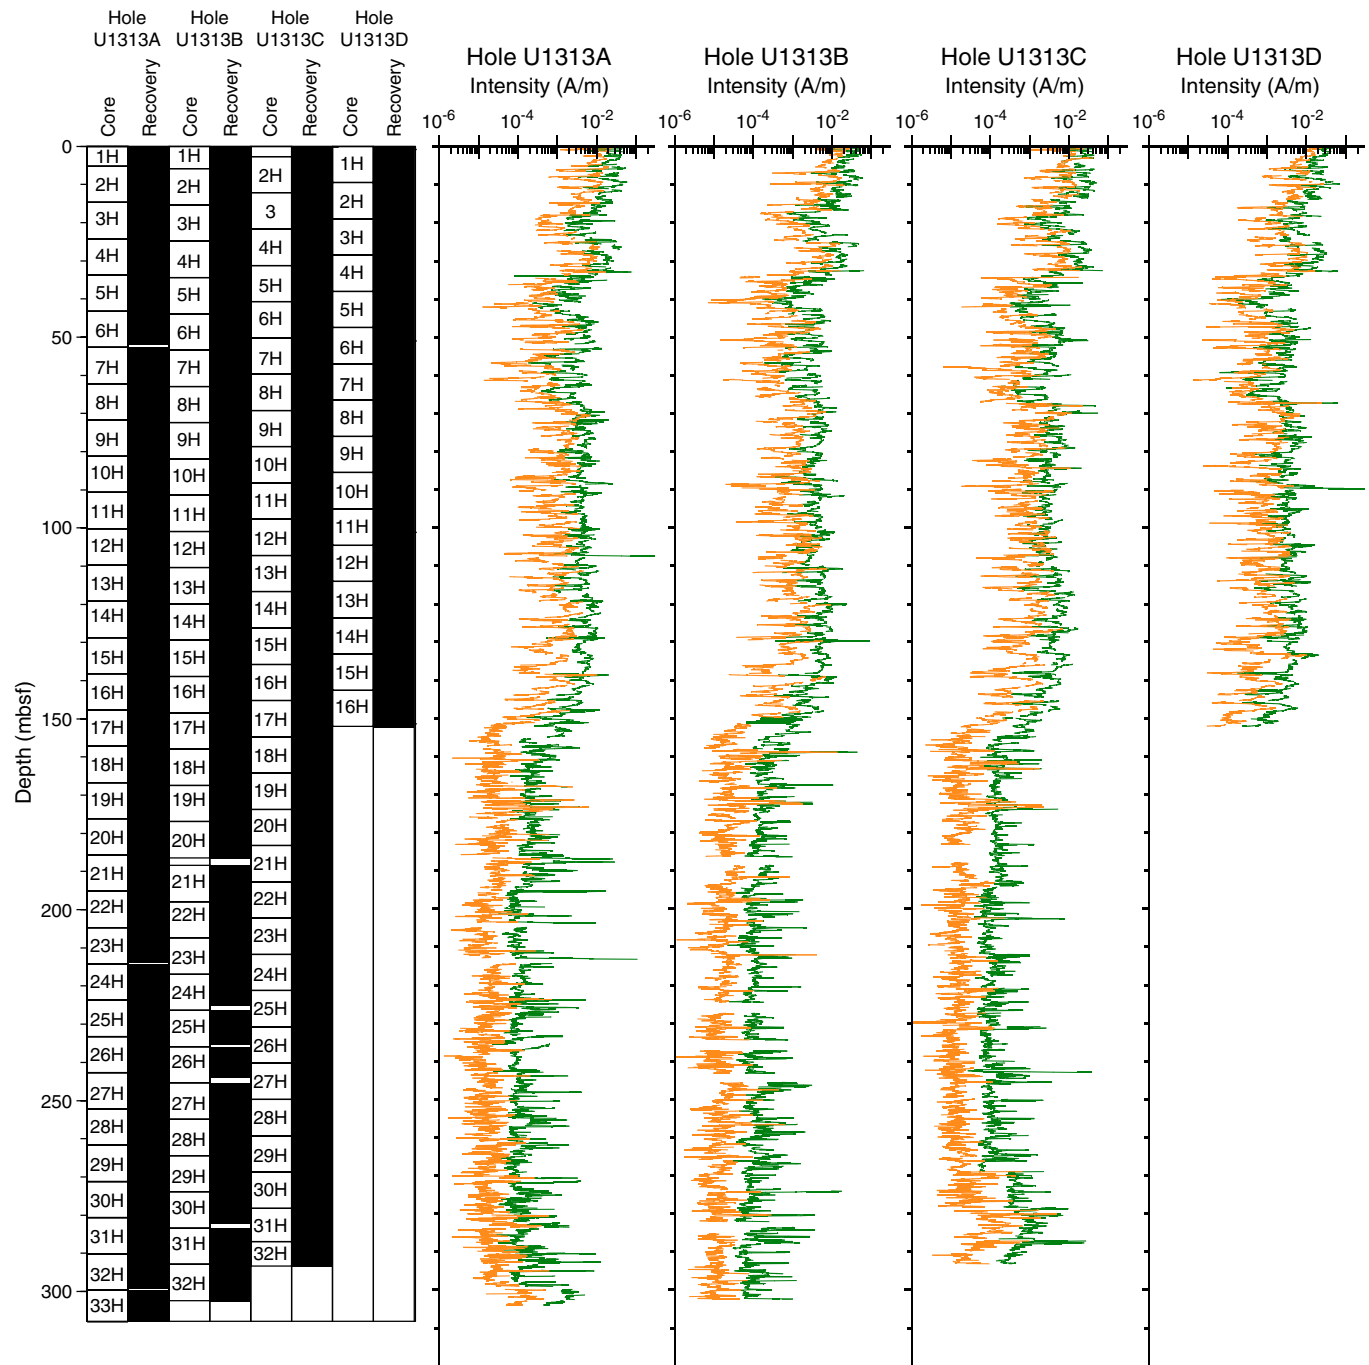 Hole U1313A
Hole U1313B
Hole U1313C
Hole U1313D
Core Recovery Core Recovery Core Recovery Core Recovery
Hole U1313A
Intensity (A/m)
10-6 10-4 10-2
Hole U1313B
Intensity (A/m)
10-6 10-4 10-2
Hole U1313C
Intensity (A/m)
10-6 10-4 10-2
Hole U1313D
Intensity (A/m)
10-6 10-4 10-2
Depth (mbsf)
0
50
100
150
200
250
300
1H
2H
3H
4H
5H
6H
7H
8H
9H
10H
11H
12H
13H
14H
15H
16H
17H
18H
19H
20H
21H
22H
23H
24H
25H
26H
27H
28H
29H
30H
31H
32H
33H
1H
2H
3H
4H
5H
6H
7H
8H
9H
10H
11H
12H
13H
14H
15H
16H
17H
18H
19H
20H
21H
22H
23H
24H
25H
26H
27H
28H
29H
30H
31H
32H
2H
3
4H
5H
6H
7H
8H
9H
10H
11H
12H
13H
14H
15H
16H
17H
18H
19H
20H
21H
22H
23H
24H
25H
26H
27H
28H
29H
30H
31H
32H
1H
2H
3H
4H
5H
6H
7H
8H
9H
10H
11H
12H
13H
14H
15H
16H